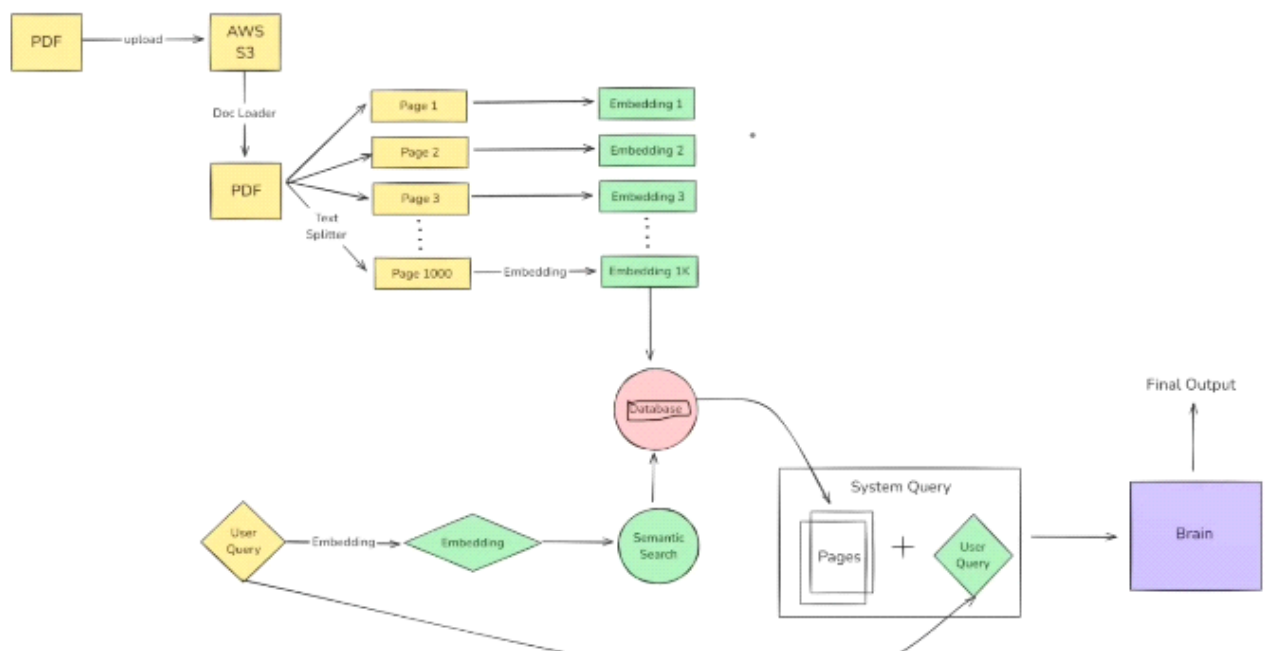 PDF
upload
AWS
S3
Doc Loader
PDF
Text
Splitter
Page 1
Page 2
Page 3
Page 1000
Embedding
Embedding 1
Embedding 2
Embedding 3
Embedding 1K
Database
User
Query
Embedding
Embedding
Semantic
Search
System Query
Pages
+
User
Query
Brain
Final Output